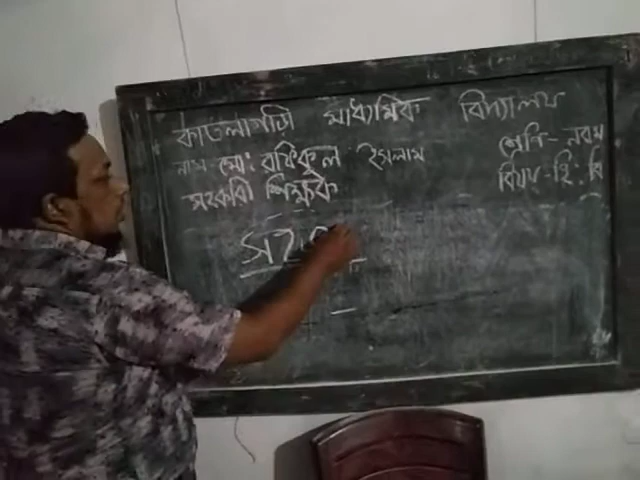 কাতলাগাড়ী মাধ্যমিক বিদ্যালয়
নাম মো: রফিকুল ইসলাম
সহকারী শিক্ষক
শ্রেণি - নবম
বিষয় - হি: বি